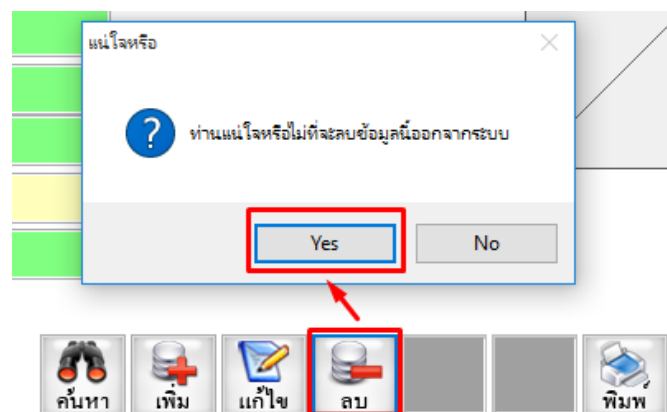 แน่ใจหรือ
ท่านแน่ใจหรือไม่ที่จะลบข้อมูลนี้ออกจากระบบ
Yes No
ค้นหา เพิ่ม แก้ไข ลบ พิมพ์